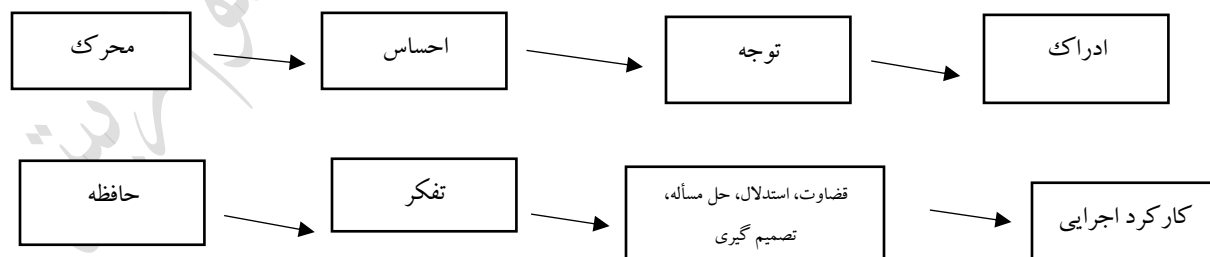 محرک
احساس
توجه
ادراک
حافظه
تفکر
قضاوت، استدلال، حل مسأله،
تصمیم گیری
کارکرد اجرایی